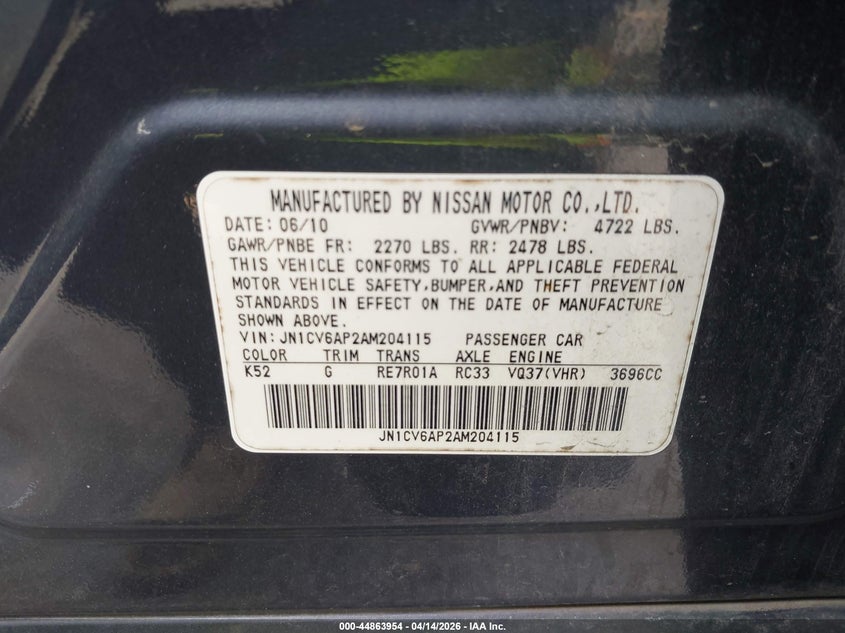 MANUFACTURED BY NISSAN MOTOR CO.,LTD.
DATE: 06/10 GVWR/PNBV: 4722 LBS.
GAWR/PNBE FR: 2270 LBS. RR: 2478 LBS.
THIS VEHICLE CONFORMS TO ALL APPLICABLE FEDERAL
MOTOR VEHICLE SAFETY,BUMPER,AND THEFT PREVENTION
STANDARDS IN EFFECT ON THE DATE OF MANUFACTURE
SHOWN ABOVE.
VIN: JN1CV6AP2AM204115 PASSENGER CAR
COLOR TRIM TRANS AXLE ENGINE
K52 G RE7R01A RC33 VQ37(VHR) 3696CC
JN1CV6AP2AM204115
000-44863954 - 04/14/2026 - IAA Inc.